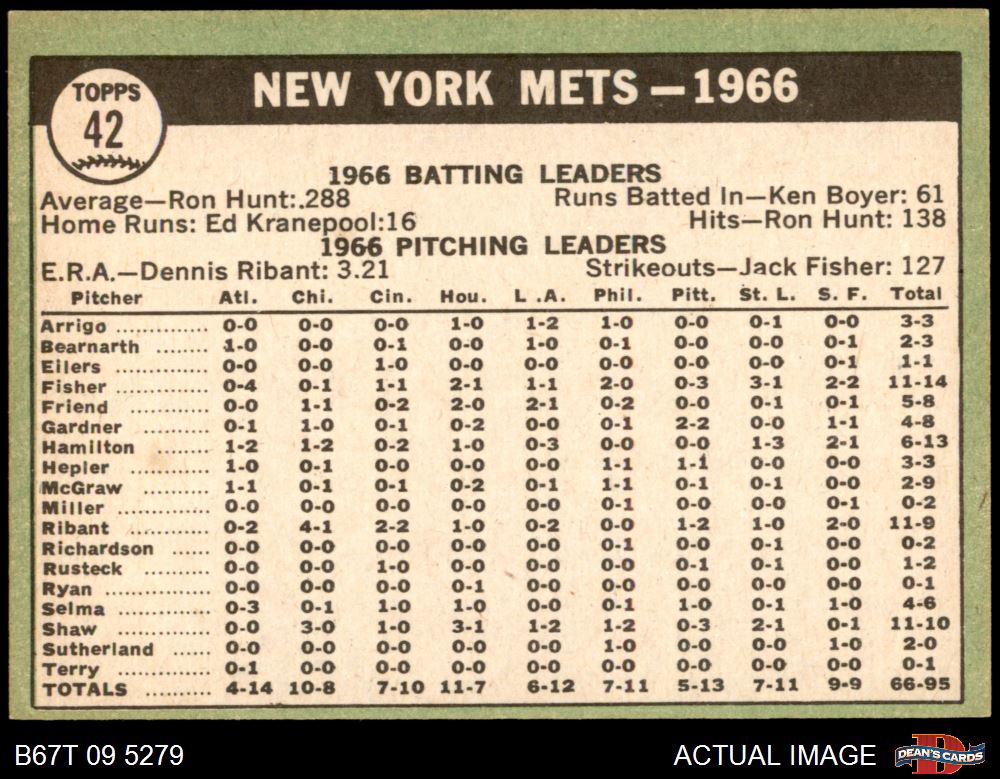 TOPPS
42
NEW YORK METS — 1966
1966 BATTING LEADERS
Average—Ron Hunt:.288 Runs Batted In—Ken Boyer: 61
Home Runs: Ed Kranepool:16 Hits—Ron Hunt: 138
1966 PITCHING LEADERS
E.R.A.—Dennis Ribant: 3.21 Strikeouts—Jack Fisher: 127
Pitcher Atl. Chi. Cin. Hou. L .A. Phil. Pitt. St. L. S. F. Total
Arrigo ............. 0-0 0-0 0-0 1-0 1-2 1-0 0-0 0-1 0-0 3-3
Bearnarth ........ 1-0 0-0 0-1 0-0 1-0 0-1 0-0 0-0 0-1 2-3
Eilers ............. 0-0 0-0 1-0 0-0 0-0 0-0 0-0 0-0 0-1 1-1
Fisher ............ 0-4 0-1 1-1 2-1 1-1 2-0 0-3 3-1 2-2 11-14
Friend ............ 0-0 1-1 0-2 2-0 2-1 0-2 0-0 0-1 0-1 5-8
Gardner .......... 0-1 1-0 0-1 0-2 0-0 0-1 2-2 0-0 1-1 4-8
Hamilton ......... 1-2 1-2 0-2 1-0 0-3 0-0 0-0 1-3 2-1 6-13
Hepler ............ 1-0 0-1 0-0 0-0 0-0 1-1 1-1 0-0 0-0 3-3
McGraw .......... 1-1 0-1 0-1 0-2 0-1 1-1 0-1 0-1 0-0 2-9
Miller ............. 0-0 0-0 0-0 0-0 0-0 0-1 0-0 0-0 0-1 0-2
Ribant ............ 0-2 4-1 2-2 1-0 0-2 0-0 1-2 1-0 2-0 11-9
Richardson ...... 0-0 0-0 0-0 0-0 0-0 0-1 0-0 0-1 0-0 0-2
Rusteck .......... 0-0 0-0 1-0 0-0 0-0 0-0 0-1 0-1 0-0 1-2
Ryan .............. 0-0 0-0 0-0 0-1 0-0 0-0 0-0 0-0 0-0 0-1
Selma ............. 0-3 0-1 1-0 1-0 0-0 0-1 1-0 0-1 1-0 4-6
Shaw .............. 0-0 3-0 1-0 3-1 1-2 1-2 0-3 2-1 0-1 11-10
Sutherland ...... 0-0 0-0 0-0 0-0 0-0 1-0 0-0 0-0 1-0 2-0
Terry .............. 0-1 0-0 0-0 0-0 0-0 0-0 0-0 0-0 0-0 0-1
TOTALS .......... 4-14 10-8 7-10 11-7 6-12 7-11 5-13 7-11 9-9 66-95
B67T 09 5279 ACTUAL IMAGE DEAN'S CARDS